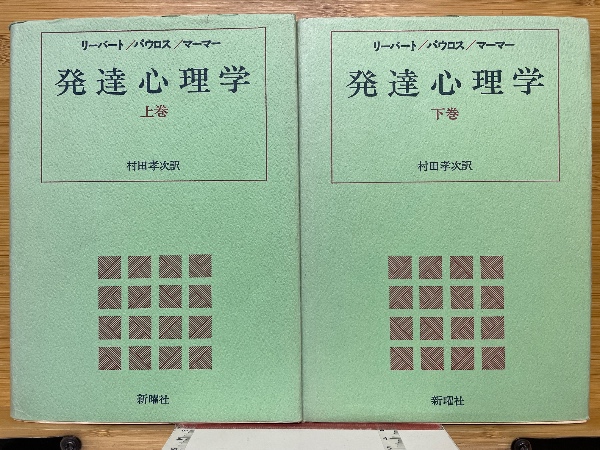 リーバート/パウロス/マーマー
発達心理学
上巻
村田孝次訳
新曜社
リーバート/パウロス/マーマー
発達心理学
下巻
村田孝次訳
新曜社